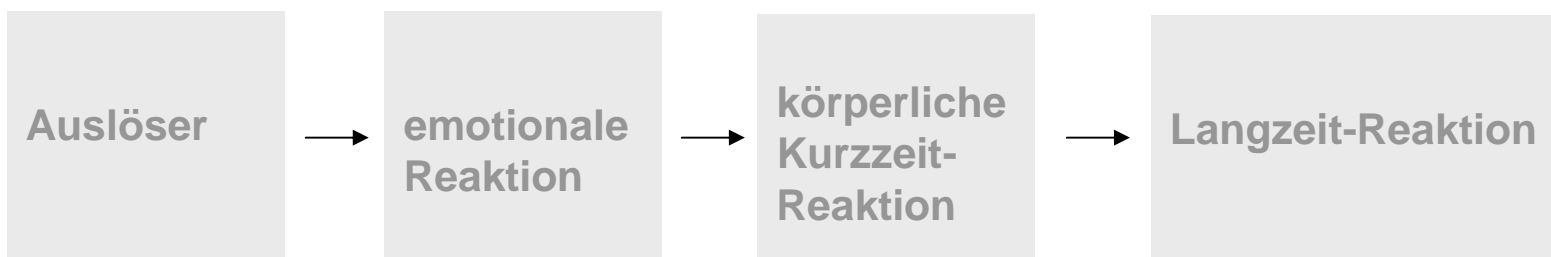 Auslöser
emotionale
Reaktion
körperliche
Kurzzeit-
Reaktion
Langzeit-Reaktion